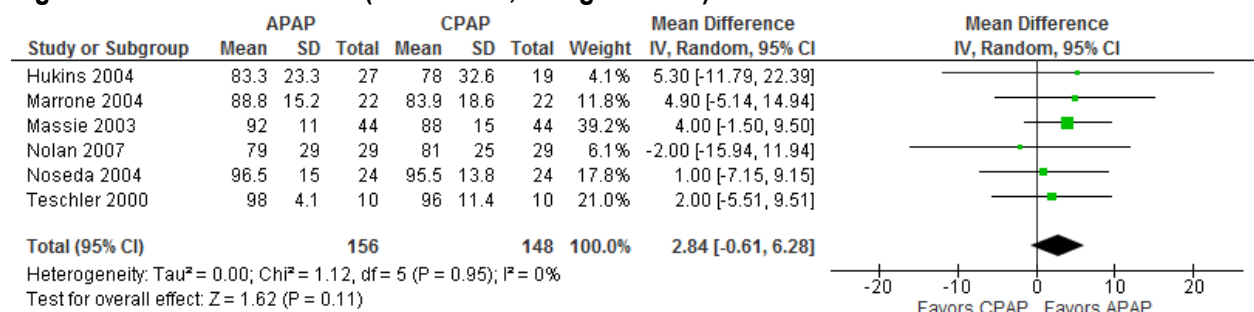 APAP CPAP Mean Difference Mean Difference
Study or Subgroup Mean SD Total Mean SD Total Weight IV, Random, 95% CI IV, Random, 95% CI
Hukins 2004 83.3 23.3 27 78 32.6 19 4.1% 5.30 [-11.79, 22.39]
Marrone 2004 88.8 15.2 22 83.9 18.6 22 11.8% 4.90 [-5.14, 14.94]
Massie 2003 92 11 44 88 15 44 39.2% 4.00 [-1.50, 9.50]
Nolan 2007 79 29 29 81 25 29 6.1% -2.00 [-15.94, 11.94]
Noseda 2004 96.5 15 24 95.5 13.8 24 17.8% 1.00 [-7.15, 9.15]
Teschler 2000 98 4.1 10 96 11.4 10 21.0% 2.00 [-5.51, 9.51]
Total (95% CI) 156 148 100.0% 2.84 [-0.61, 6.28]
Heterogeneity: Tau² = 0.00; Chi² = 1.12, df = 5 (P = 0.95); I² = 0%
Test for overall effect: Z = 1.62 (P = 0.11)
-20 -10 0 10 20
Favors CPAP Favors APAP